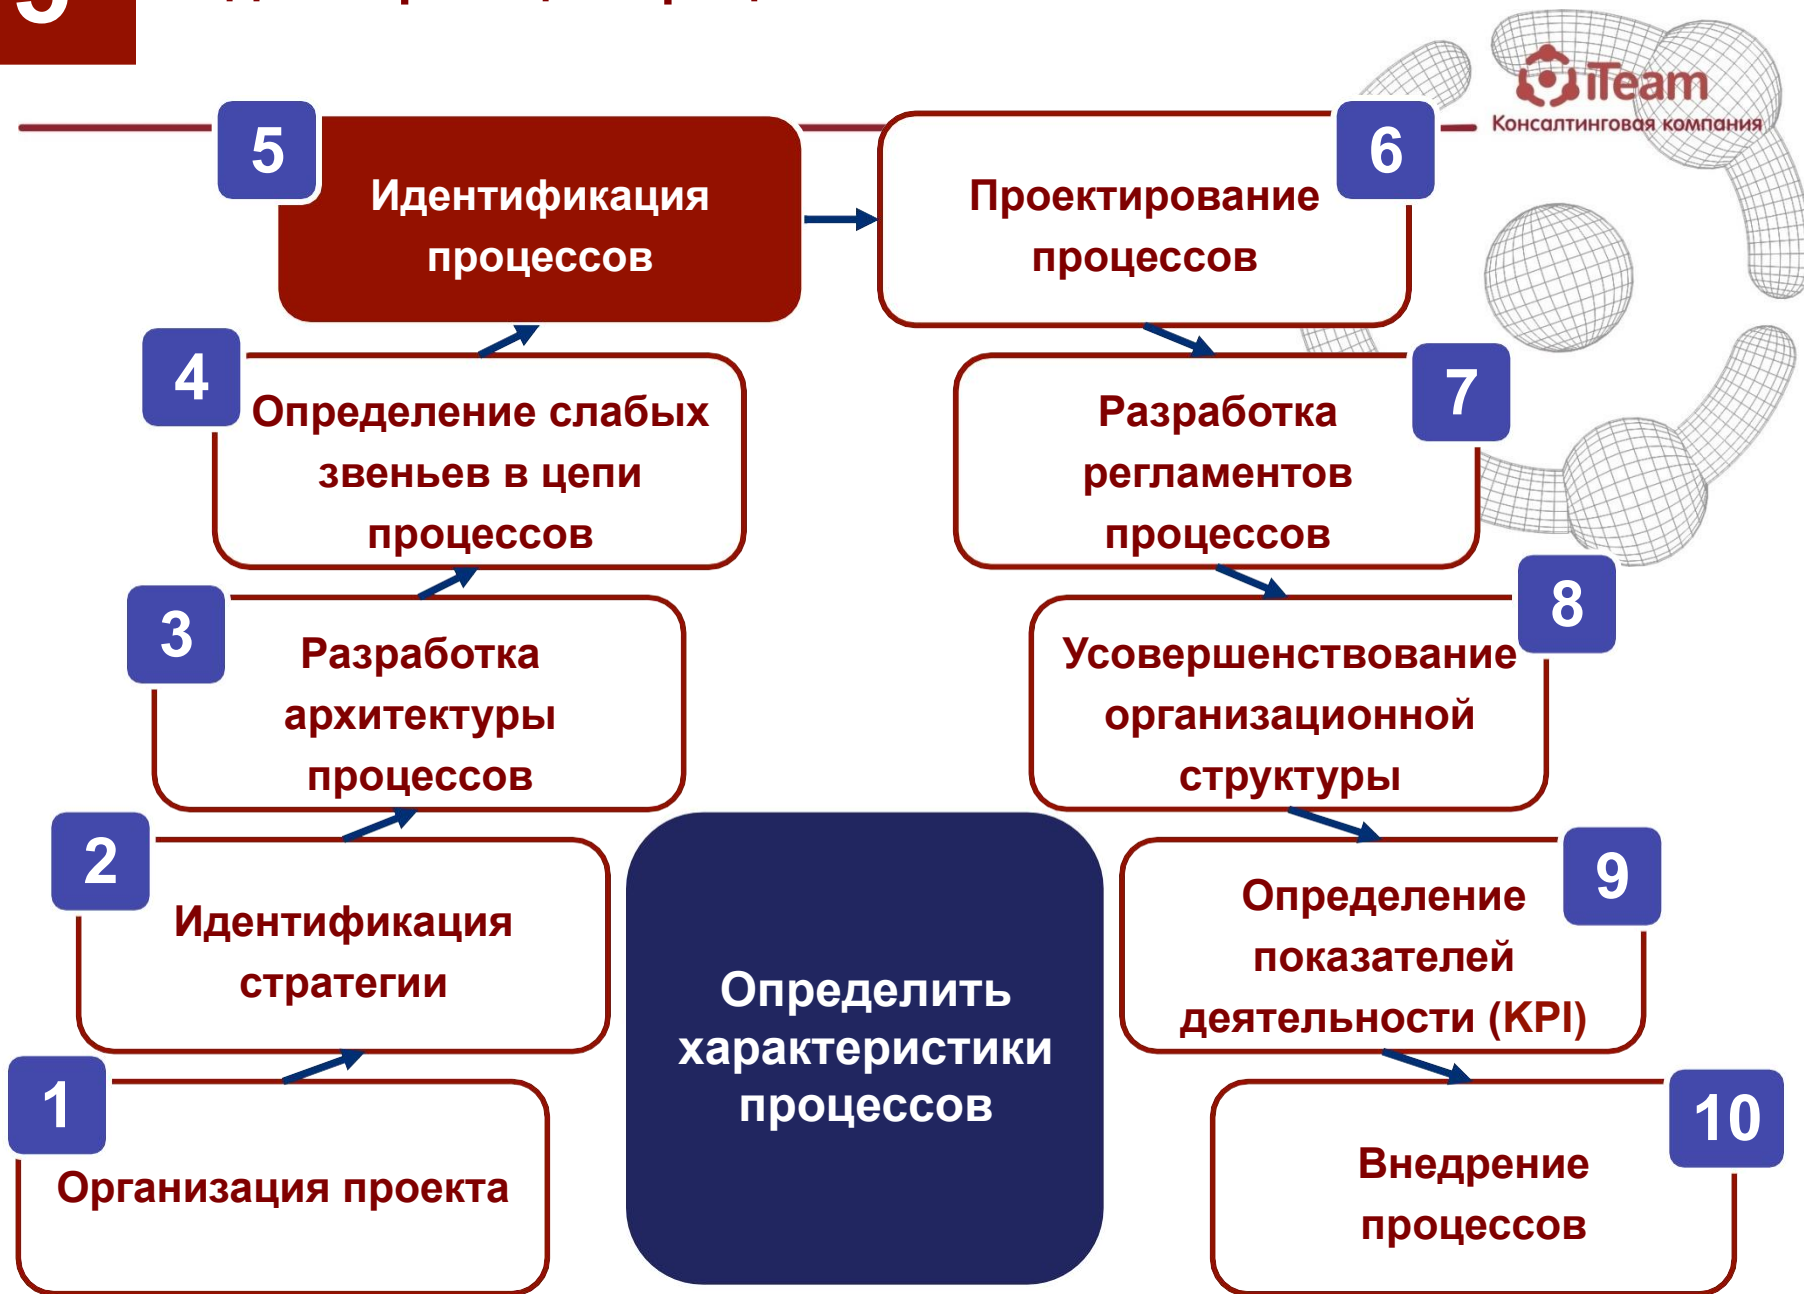 iTeam
Консалтинговая компания
5
Идентификация
процессов
6
Проектирование
процессов
4
Определение слабых
звеньев в цепи
процессов
7
Разработка
регламентов
процессов
3
Разработка
архитектуры
процессов
8
Усовершенствование
организационной
структуры
2
Идентификация
стратегии
9
Определение
показателей
деятельности (KPI)
Определить
характеристики
процессов
1
Организация проекта
10
Внедрение
процессов